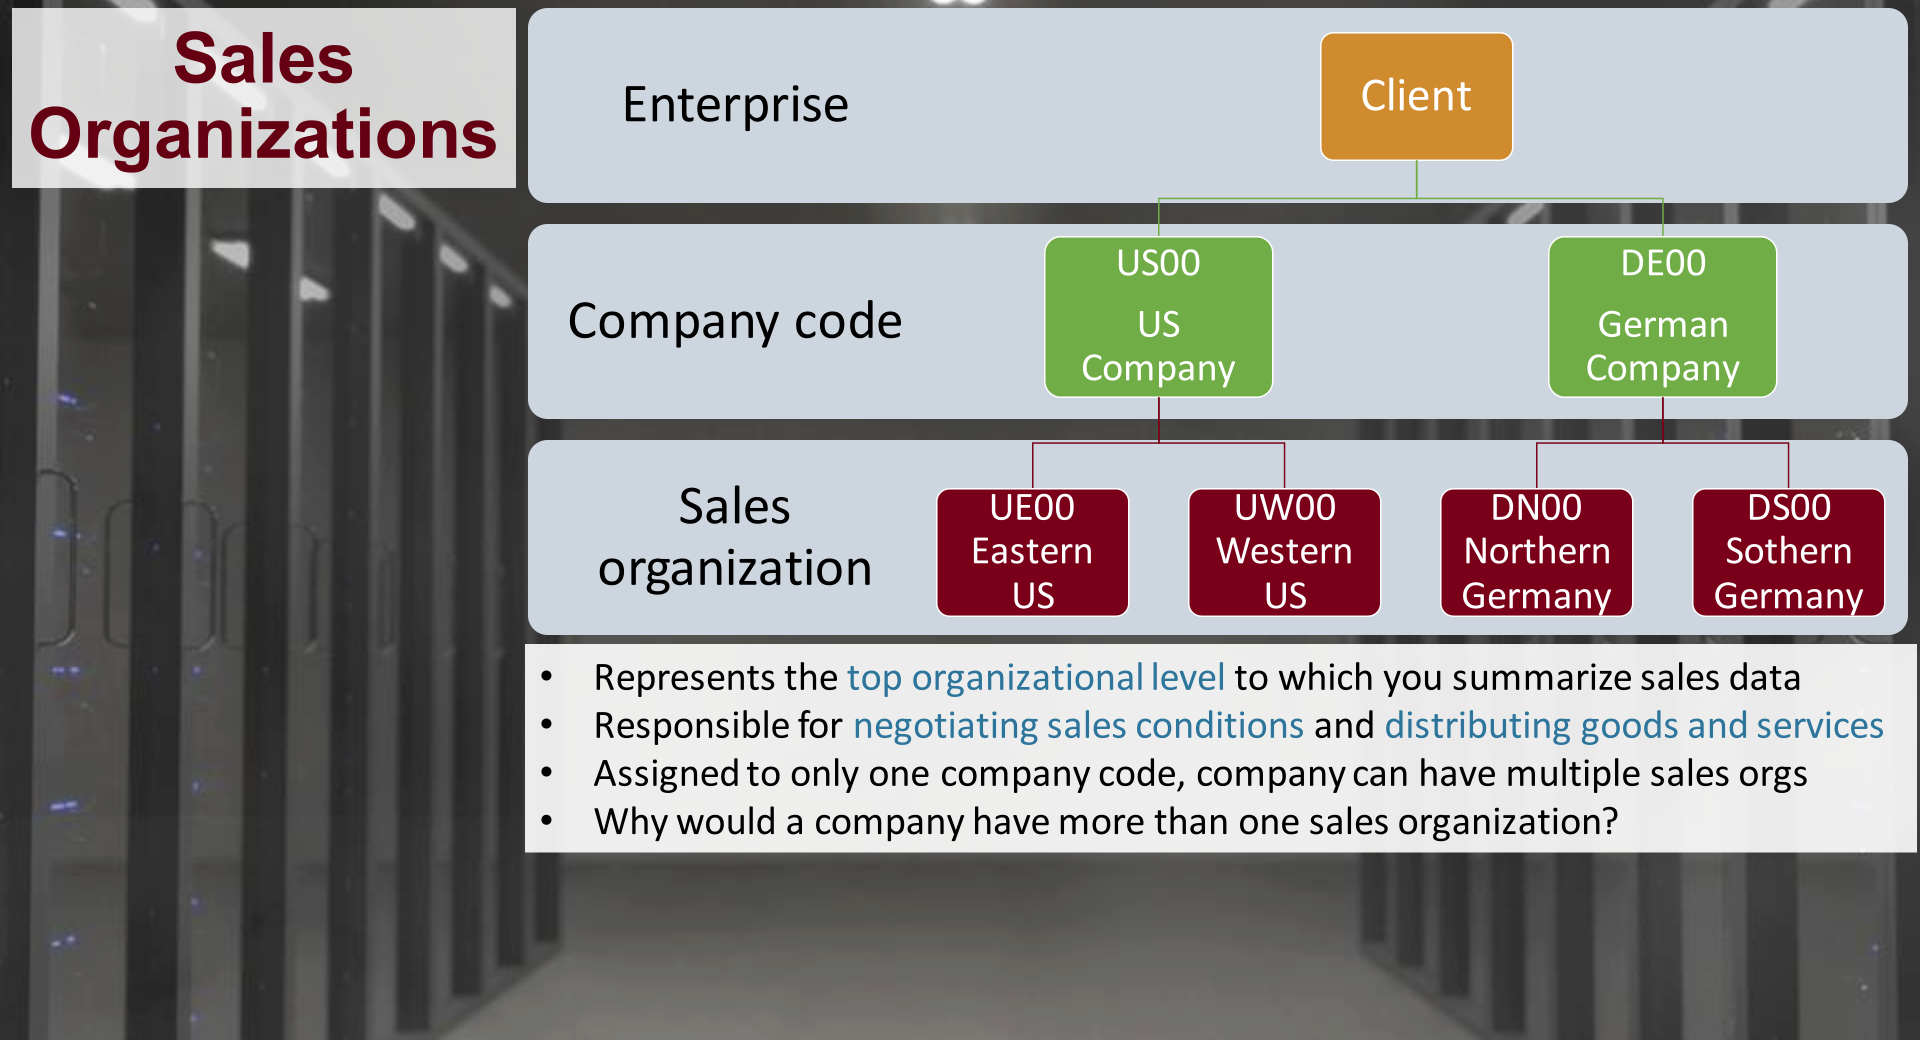 Sales
Organizations
Enterprise
Client
Company code
US00
US
Company
DE00
German
Company
Sales
organization
UE00
Eastern
US
UW00
Western
US
DN00
Northern
Germany
DS00
Sothern
Germany
• Represents the top organizational level to which you summarize sales data
• Responsible for negotiating sales conditions and distributing goods and services
• Assigned to only one company code, company can have multiple sales orgs
• Why would a company have more than one sales organization?